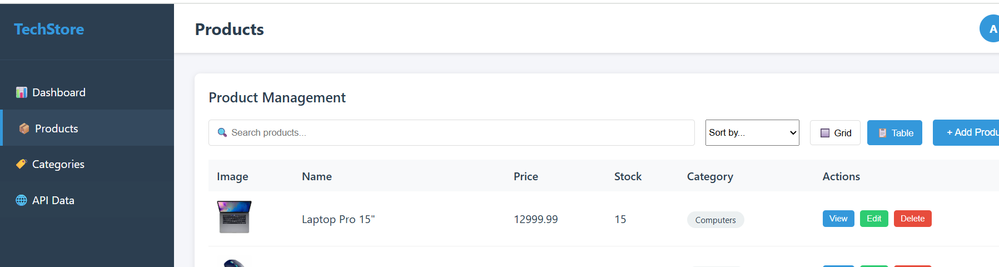 TechStore
Products
A
Dashboard
Products
Categories
API Data
Product Management
Search products...
Sort by...
Grid
Table
+ Add Produ
Image Name Price Stock Category Actions
Laptop Pro 15" 12999.99 15 Computers View Edit Delete